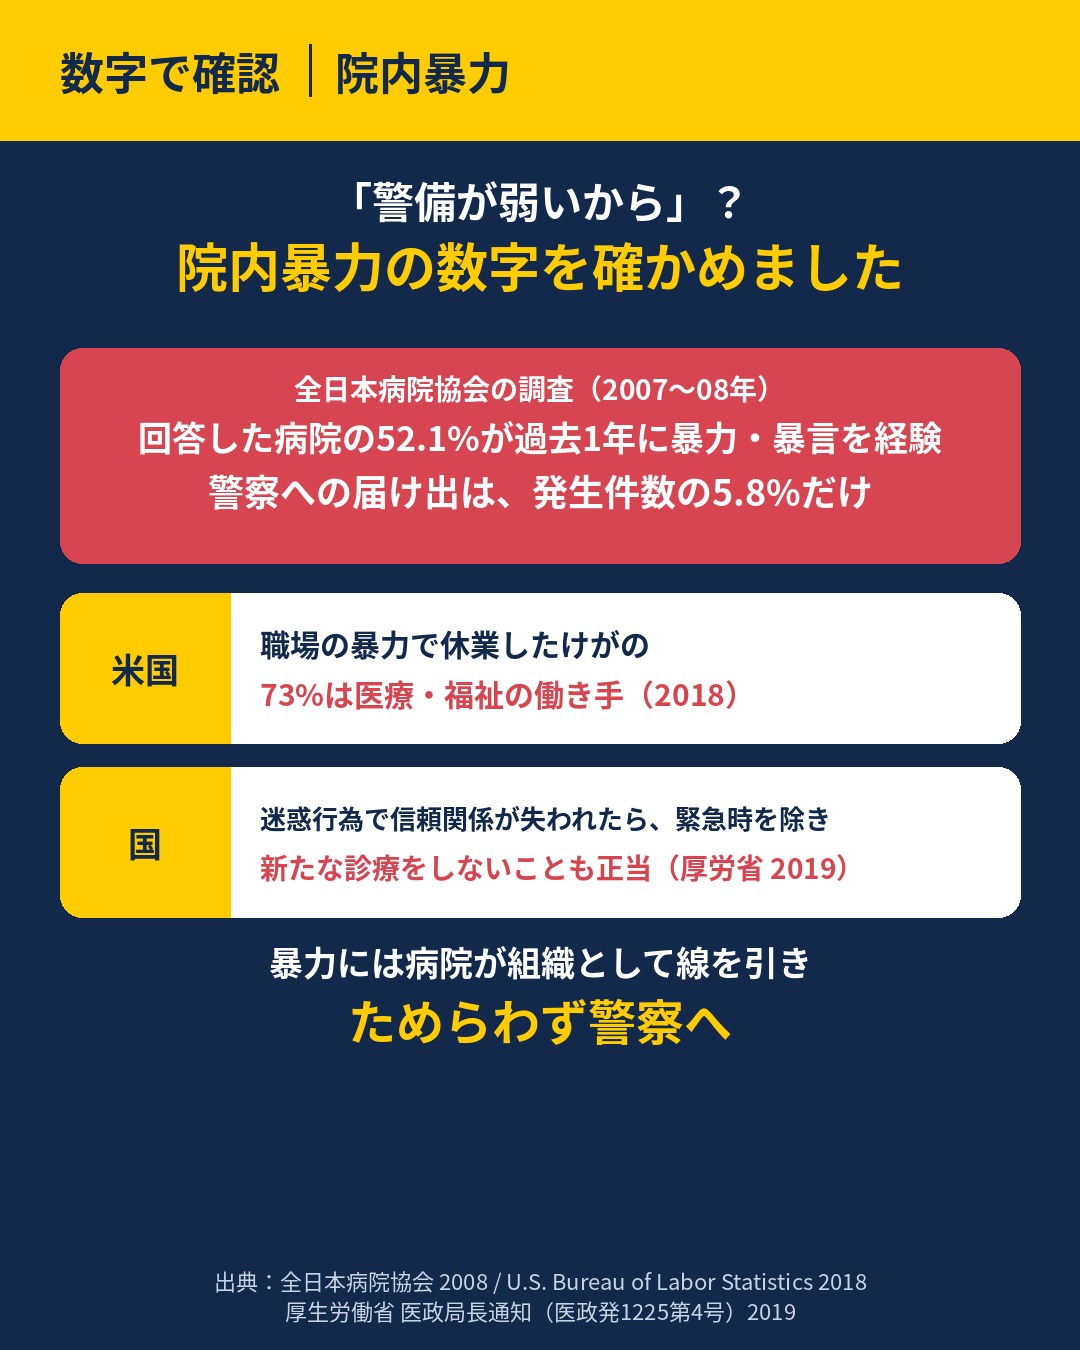 数字で確認｜院内暴力
「警備が弱いから」？
院内暴力の数字を確かめました
全日本病院協会の調査（2007〜08年）
回答した病院の52.1%が過去1年に暴力・暴言を経験
警察への届け出は、発生件数の5.8%だけ
米国
職場の暴力で休業したけがの
73%は医療・福祉の働き手（2018）
国
迷惑行為で信頼関係が失われたら、緊急時を除き
新たな診療をしないことも正当（厚労省 2019）
暴力には病院が組織として線を引き
ためらわず警察へ
出典：全日本病院協会 2008 / U.S. Bureau of Labor Statistics 2018
厚生労働省 医政局長通知（医政発1225第4号）2019